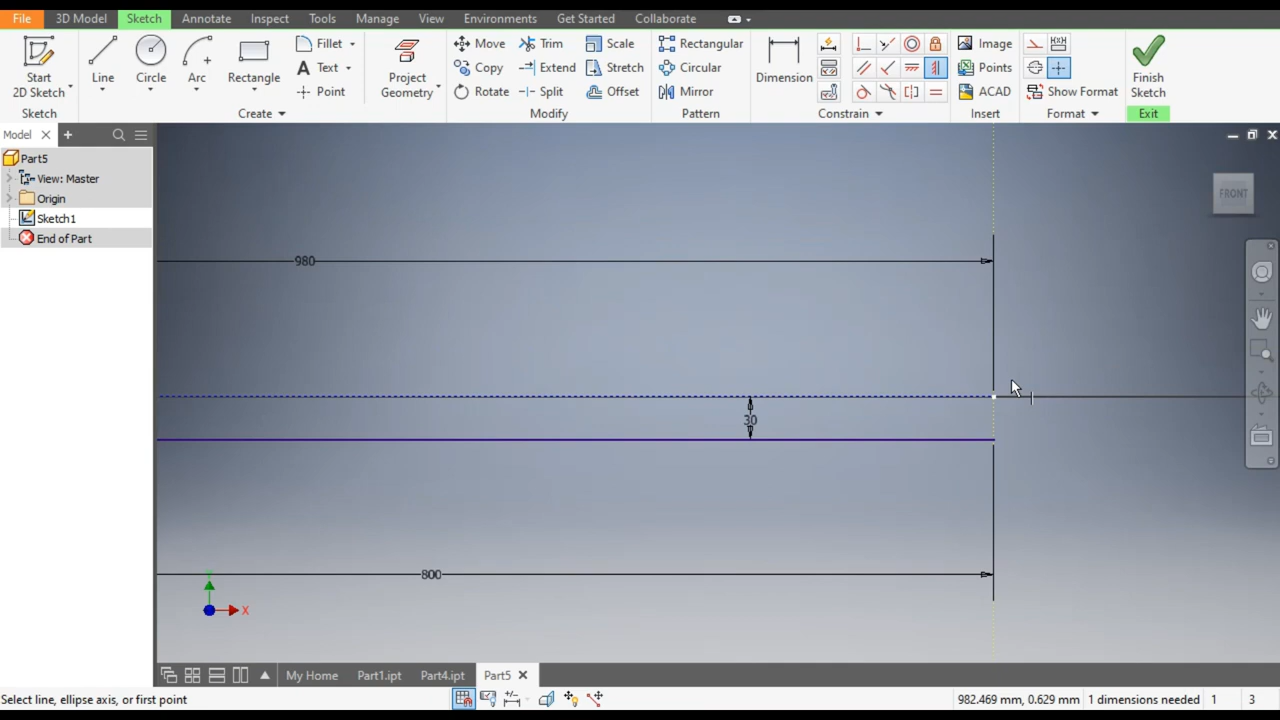 File 3D Model Sketch Annotate Inspect Tools Manage View Environments Get Started Collaborate
Start 2D Sketch
Line
Circle
Arc
Rectangle
Fillet
Text
Point
Project Geometry
Move
Copy
Rotate
Trim
Extend
Split
Scale
Stretch
Offset
Rectangular
Circular
Mirror
Dimension
Image
Points
ACAD
Show Format
Finish Sketch
Sketch Create Modify Pattern Constrain Insert Format Exit
Model
Part5
View: Master
Origin
Sketch1
End of Part
FRONT
980
30
800
Y
X
My Home Part1.ipt Part4.ipt Part5
Select line, ellipse axis, or first point
982.469 mm, 0.629 mm 1 dimensions needed 1 3